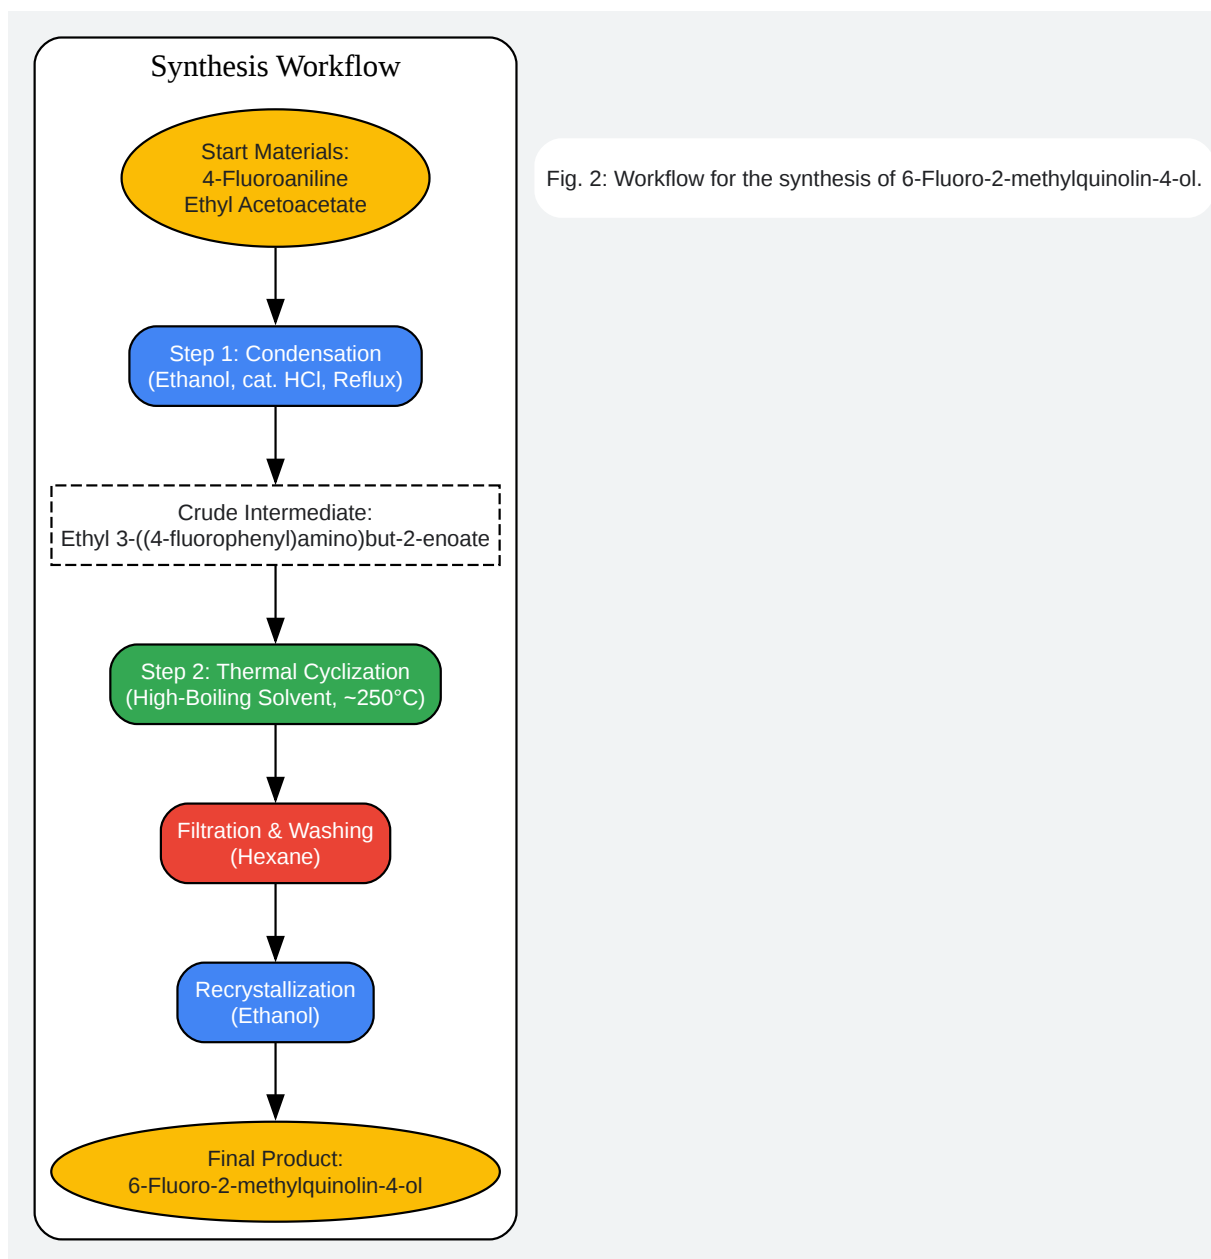 Synthesis Workflow
Start Materials:
4-Fluoroaniline
Ethyl Acetoacetate
Fig. 2: Workflow for the synthesis of 6-Fluoro-2-methylquinolin-4-ol.
Step 1: Condensation
(Ethanol, cat. HCl, Reflux)
Crude Intermediate:
Ethyl 3-((4-fluorophenyl)amino)but-2-enoate
Step 2: Thermal Cyclization
(High-Boiling Solvent, ~250°C)
Filtration & Washing
(Hexane)
Recrystallization
(Ethanol)
Final Product:
6-Fluoro-2-methylquinolin-4-ol